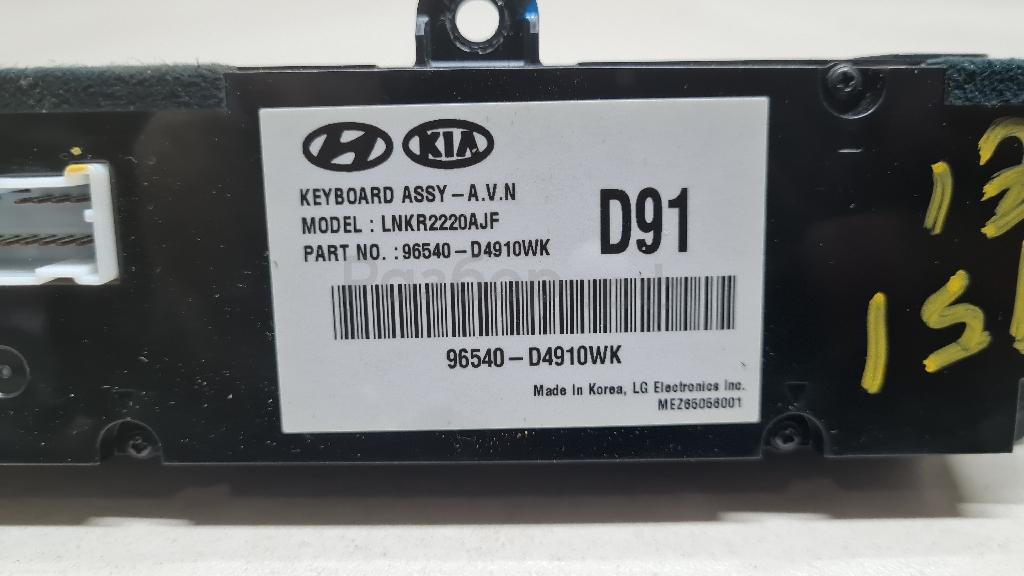 KIA
KEYBOARD ASSY-A.V.N
MODEL : LNKR2220AJF
PART NO. : 96540-D4910WK
D91
96540-D4910WK
Made In Korea, LG Electronics Inc.
MEZ65056001